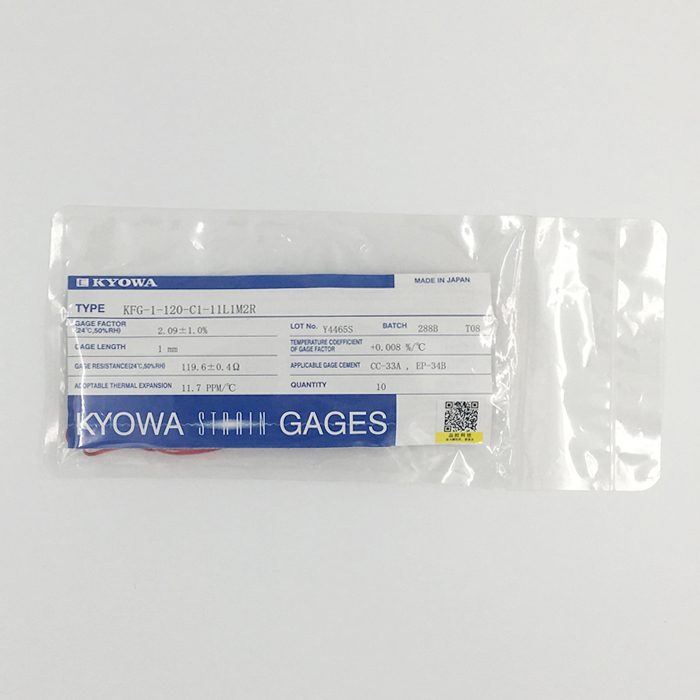 KYOWA
MADE IN JAPAN
TYPE KFG-1-120-C1-11L1M2R
GAGE FACTOR (24℃,50%RH) 2.09±1.0%
LOT No. Y4465S BATCH 288B T08
GAGE LENGTH 1 mm
TEMPERATURE COEFFICIENT OF GAGE FACTOR +0.008 %/℃
GAGE RESISTANCE(24℃,50%RH) 119.6±0.4Ω
APPLICABLE GAGE CEMENT CC-33A , EP-34B
ADOPTABLE THERMAL EXPANSION 11.7 PPM/℃
QUANTITY 10
KYOWA STRAIN GAGES